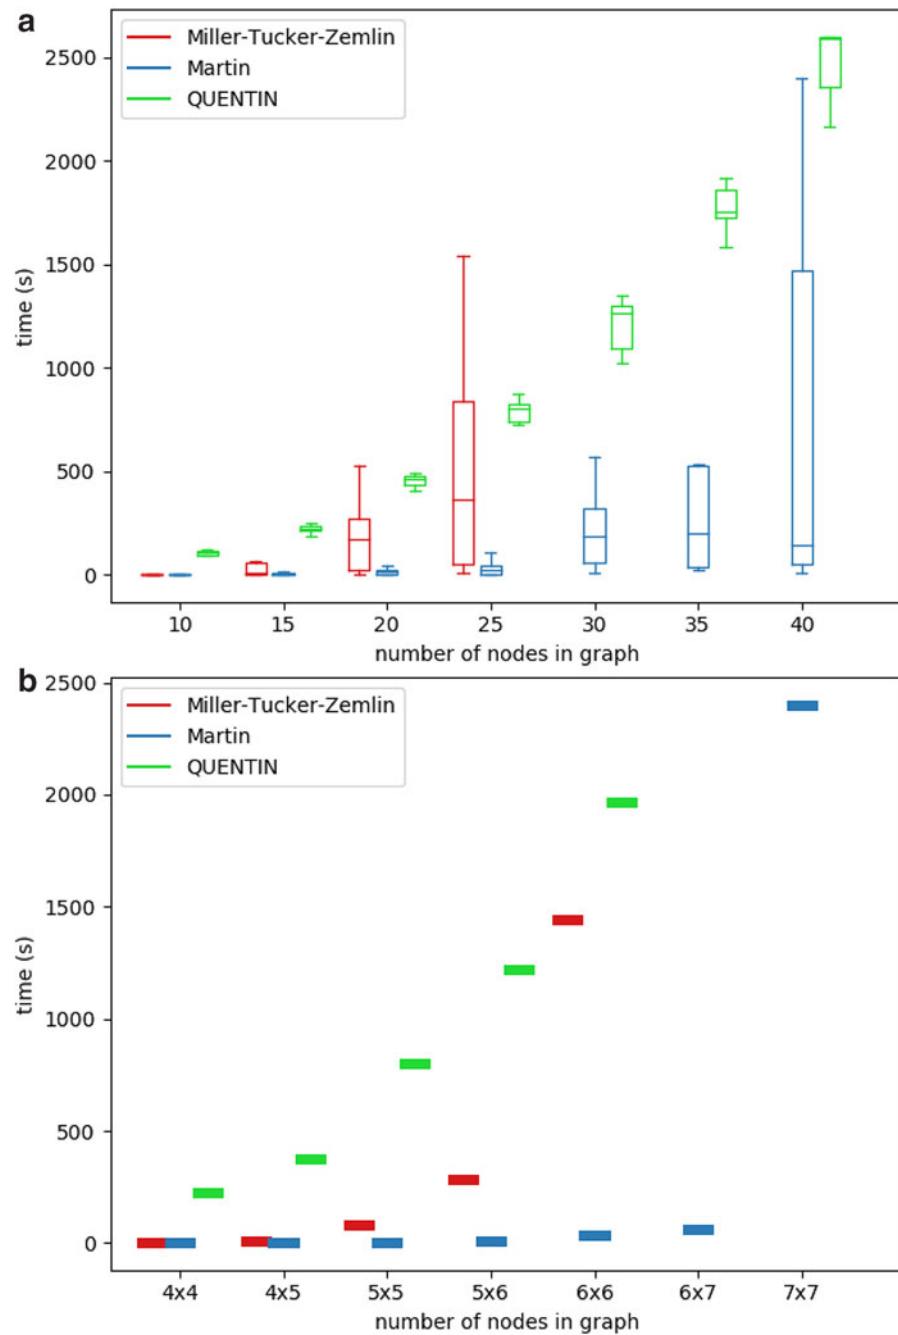 a
Miller-Tucker-Zemlin
Martin
QUENTIN
2500
2000
1500
1000
500
0
time (s)
10 15 20 25 30 35 40
number of nodes in graph
b
Miller-Tucker-Zemlin
Martin
QUENTIN
2500
2000
1500
1000
500
0
time (s)
4x4 4x5 5x5 5x6 6x6 6x7 7x7
number of nodes in graph